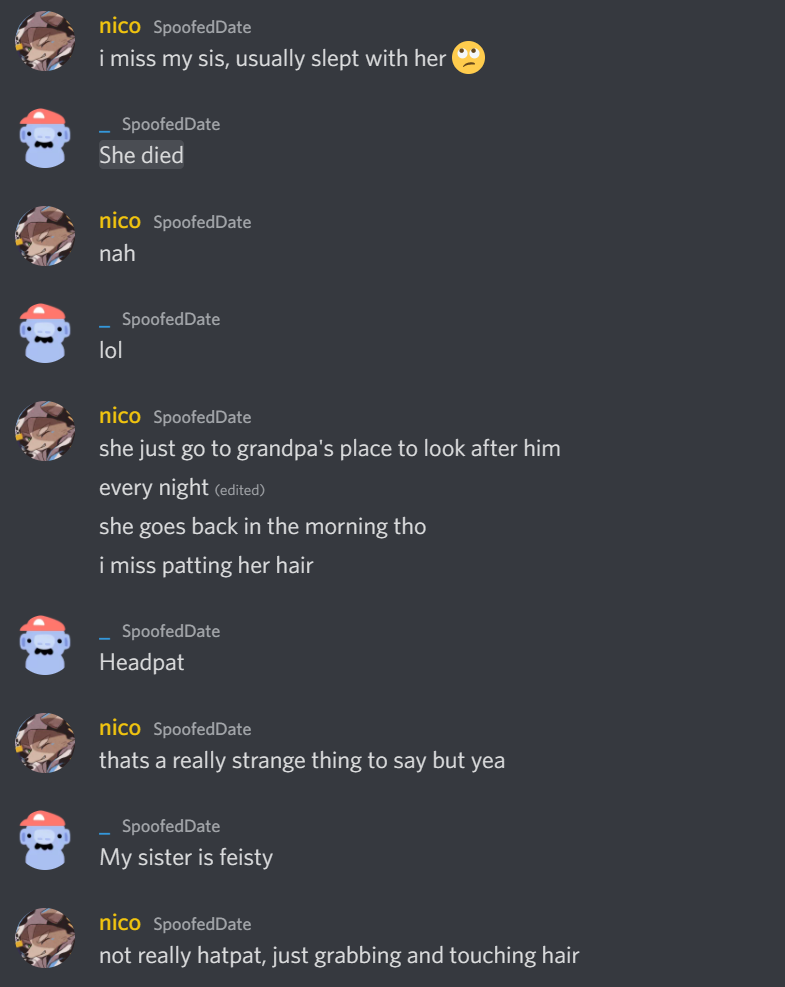 nico SpoofedDate
i miss my sis, usually slept with her 🙄
_ SpoofedDate
She died
nico SpoofedDate
nah
_ SpoofedDate
lol
nico SpoofedDate
she just go to grandpa's place to look after him
every night (edited)
she goes back in the morning tho
i miss patting her hair
_ SpoofedDate
Headpat
nico SpoofedDate
thats a really strange thing to say but yea
_ SpoofedDate
My sister is feisty
nico SpoofedDate
not really hatpat, just grabbing and touching hair